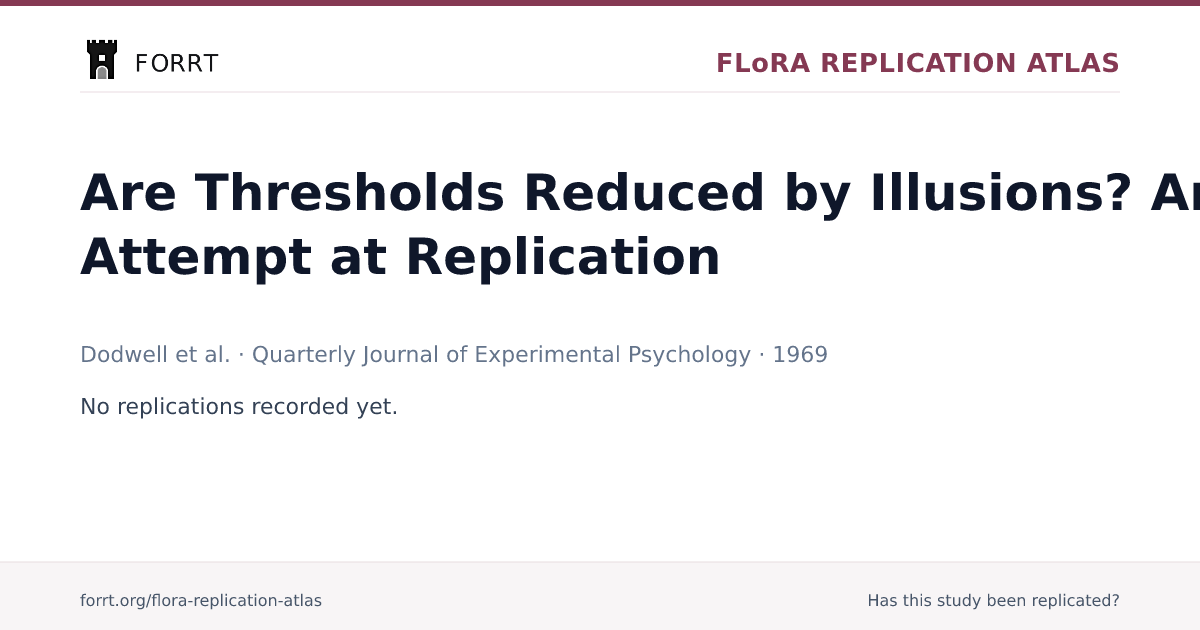 FORRT
FLoRA REPLICATION ATLAS
Are Thresholds Reduced by Illusions?
Attempt at Replication
Dodwell et al. · Quarterly Journal of Experimental Psychology · 1969
No replications recorded yet.
forrt.org/flora-replication-atlas
Has this study been replicated?